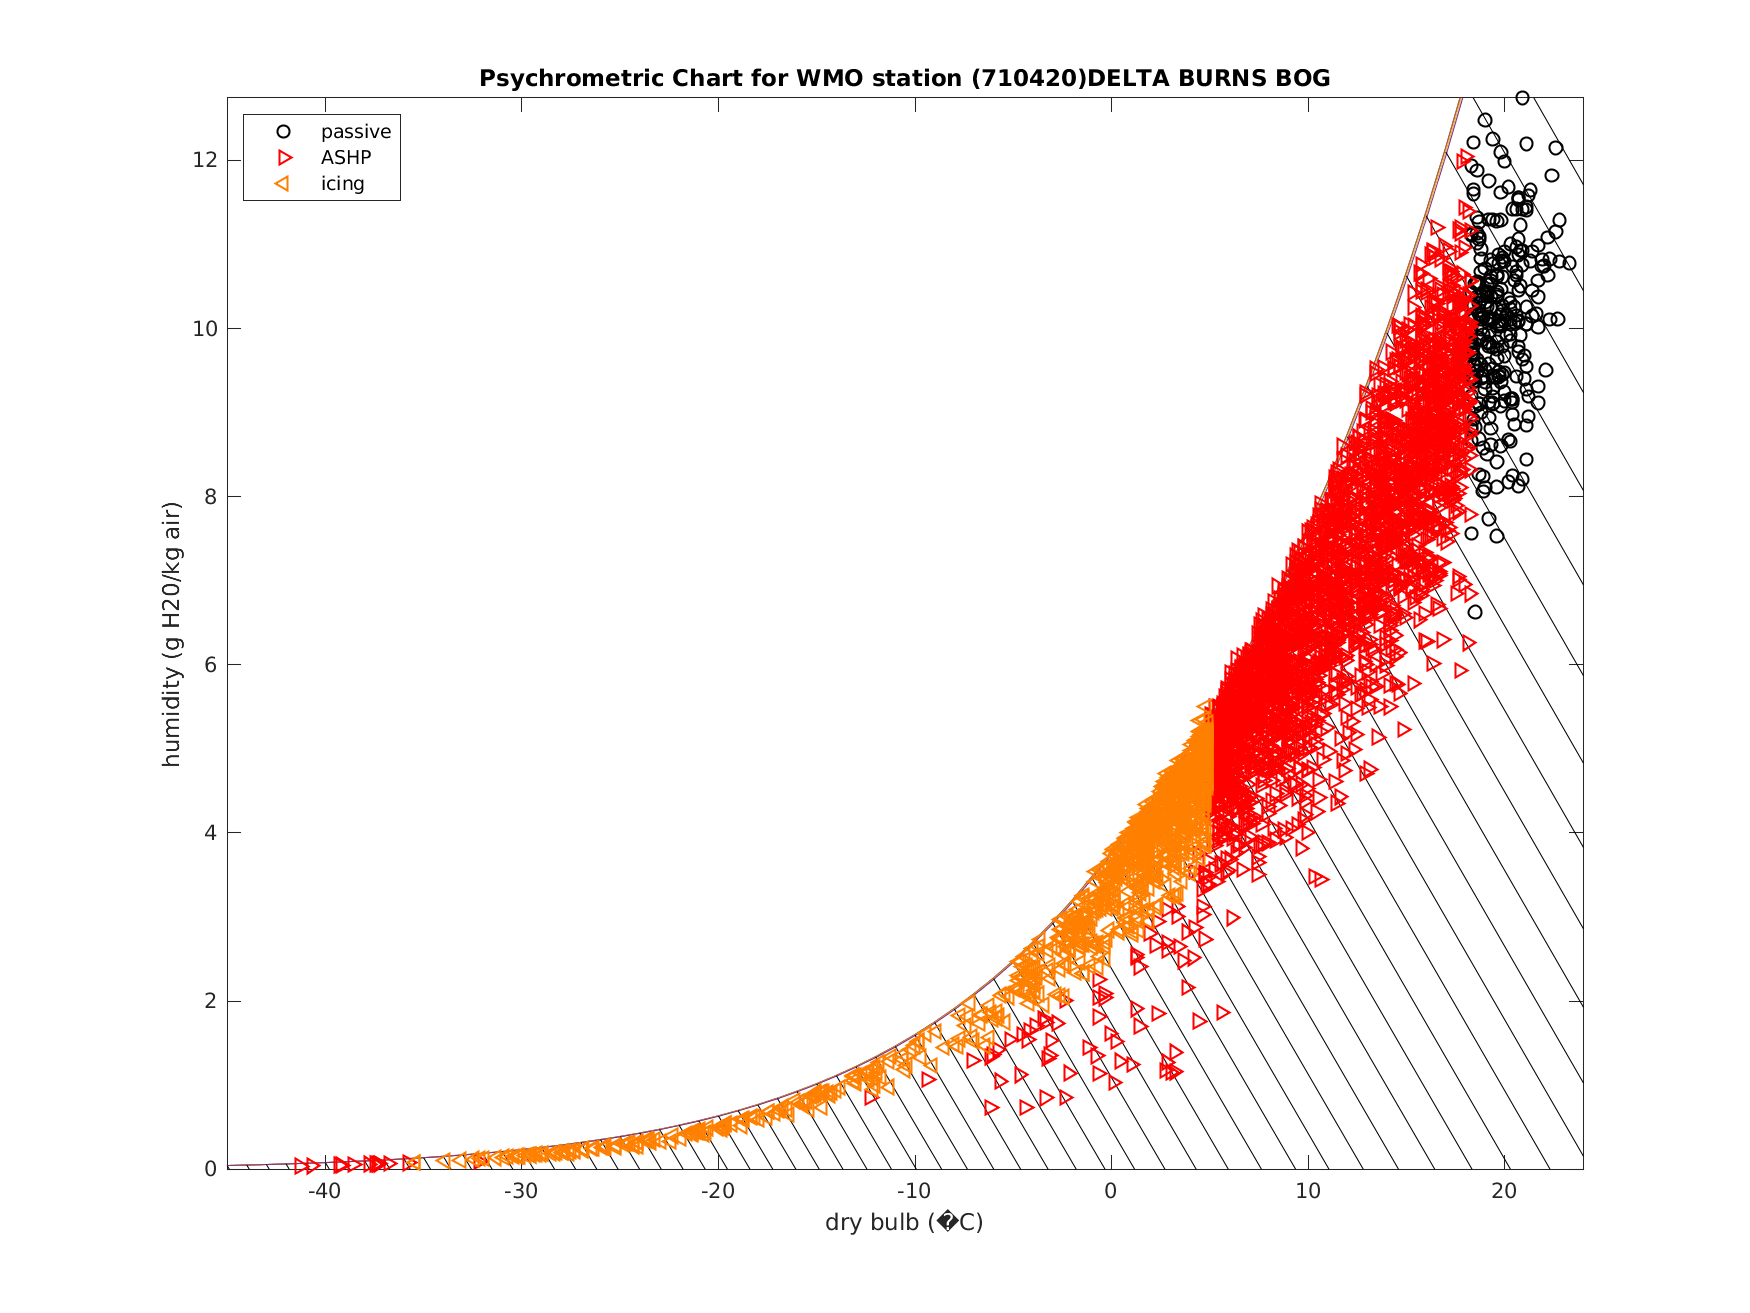 Psychrometric Chart for WMO station (710420)DELTA BURNS BOG
passive
ASHP
icing
humidity (g H20/kg air)
12
10
8
6
4
2
0
-40 -30 -20 -10 0 10 20
dry bulb (�C)